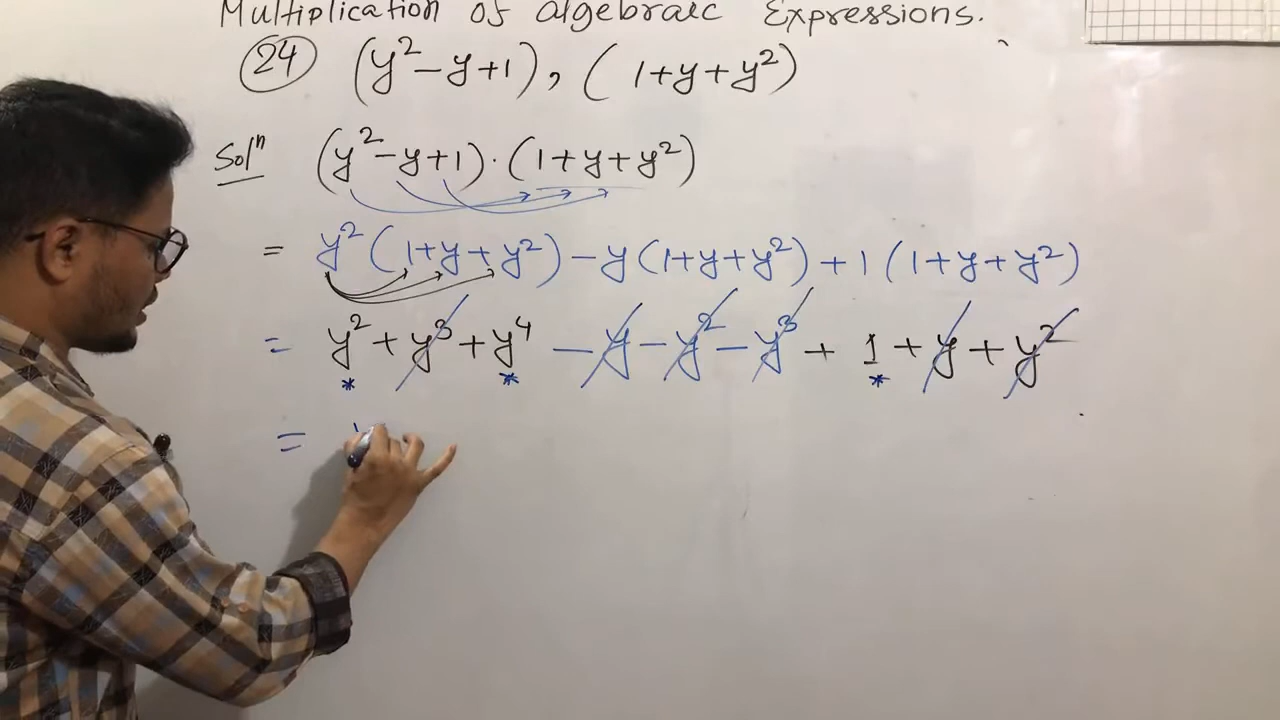 Multiplication of algebraic Expressions.
24 (y² - y + 1), (1 + y + y²)
Solⁿ (y² - y + 1) · (1 + y + y²)
= y² (1 + y + y²) - y (1 + y + y²) + 1 (1 + y + y²)
= y² + y³ + y⁴ - y - y² - y³ + 1 + y + y²
* * *
=